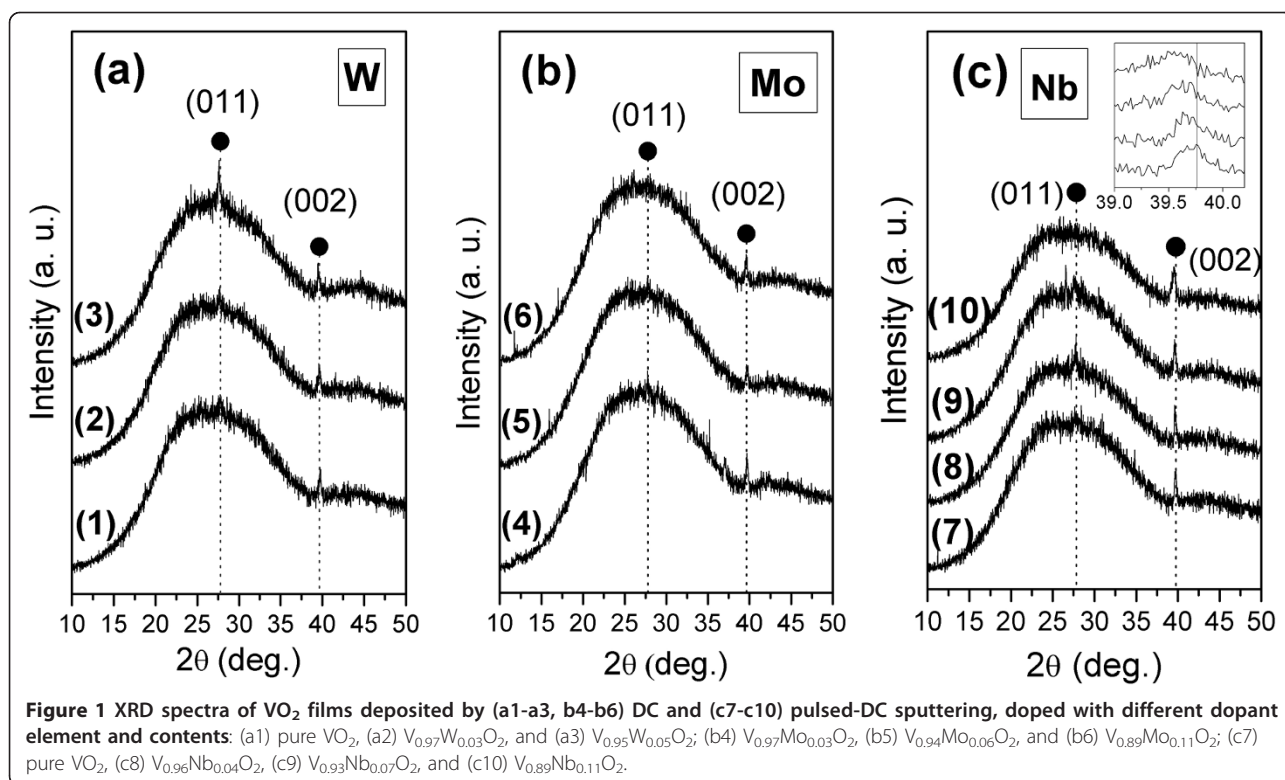 (a)
W
(011)
(002)
(3)
(2)
(1)
Intensity (a. u.)
10 15 20 25 30 35 40 45 50
2θ (deg.)
(b)
Mo
(011)
(002)
(6)
(5)
(4)
Intensity (a. u.)
10 15 20 25 30 35 40 45 50
2θ (deg.)
(c)
Nb
39.0 39.5 40.0
(011)
(002)
(10)
(9)
(8)
(7)
Intensity (a. u.)
10 15 20 25 30 35 40 45 50
2θ (deg.)
Figure 1 XRD spectra of VO₂ films deposited by (a1-a3, b4-b6) DC and (c7-c10) pulsed-DC sputtering, doped with different dopant
element and contents: (a1) pure VO₂, (a2) V₀.₉₇W₀.₀₃O₂, and (a3) V₀.₉₅W₀.₀₅O₂; (b4) V₀.₉₇Mo₀.₀₃O₂, (b5) V₀.₉₄Mo₀.₀₆O₂, and (b6) V₀.₈₉Mo₀.₁₁O₂; (c7)
pure VO₂, (c8) V₀.₉₆Nb₀.₀₄O₂, (c9) V₀.₉₃Nb₀.₀₇O₂, and (c10) V₀.₈₉Nb₀.₁₁O₂.